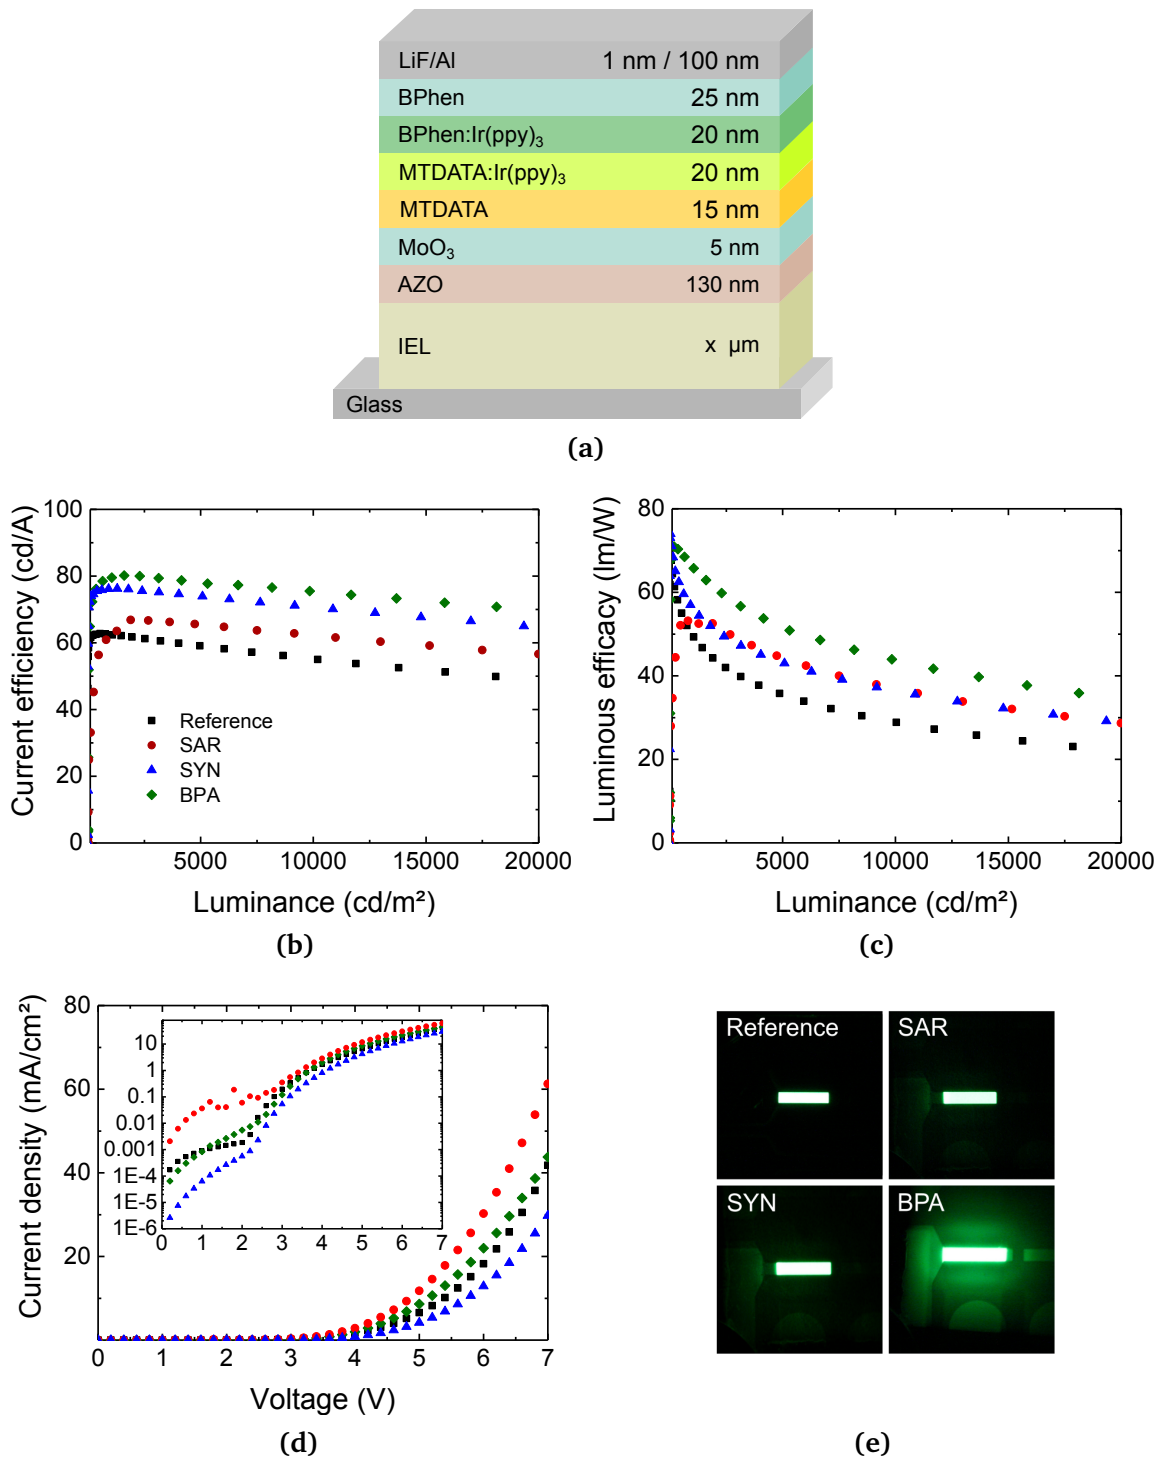 LiF/Al 1 nm / 100 nm
BPhen 25 nm
BPhen:Ir(ppy)₃ 20 nm
MTDATA:Ir(ppy)₃ 20 nm
MTDATA 15 nm
MoO₃ 5 nm
AZO 130 nm
IEL x µm
Glass
(a)
Current efficiency (cd/A)
100
80
60
40
20
0
Reference
SAR
SYN
BPA
5000 10000 15000 20000
Luminance (cd/m²)
(b)
Luminous efficacy (lm/W)
80
60
40
20
0
5000 10000 15000 20000
Luminance (cd/m²)
(c)
Current density (mA/cm²)
80
60
40
20
10
1
0.1
0.01
0.001
1E-4
1E-5
1E-6
0 1 2 3 4 5 6 7
0 1 2 3 4 5 6 7
Voltage (V)
(d)
Reference
SAR
SYN
BPA
(e)